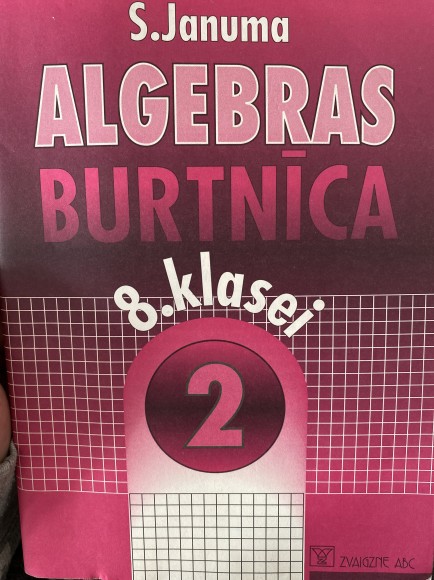 S.Januma
ALGEBRAS
BURTNĪCA
8.klasei
2
ZVAIGZNE ABC